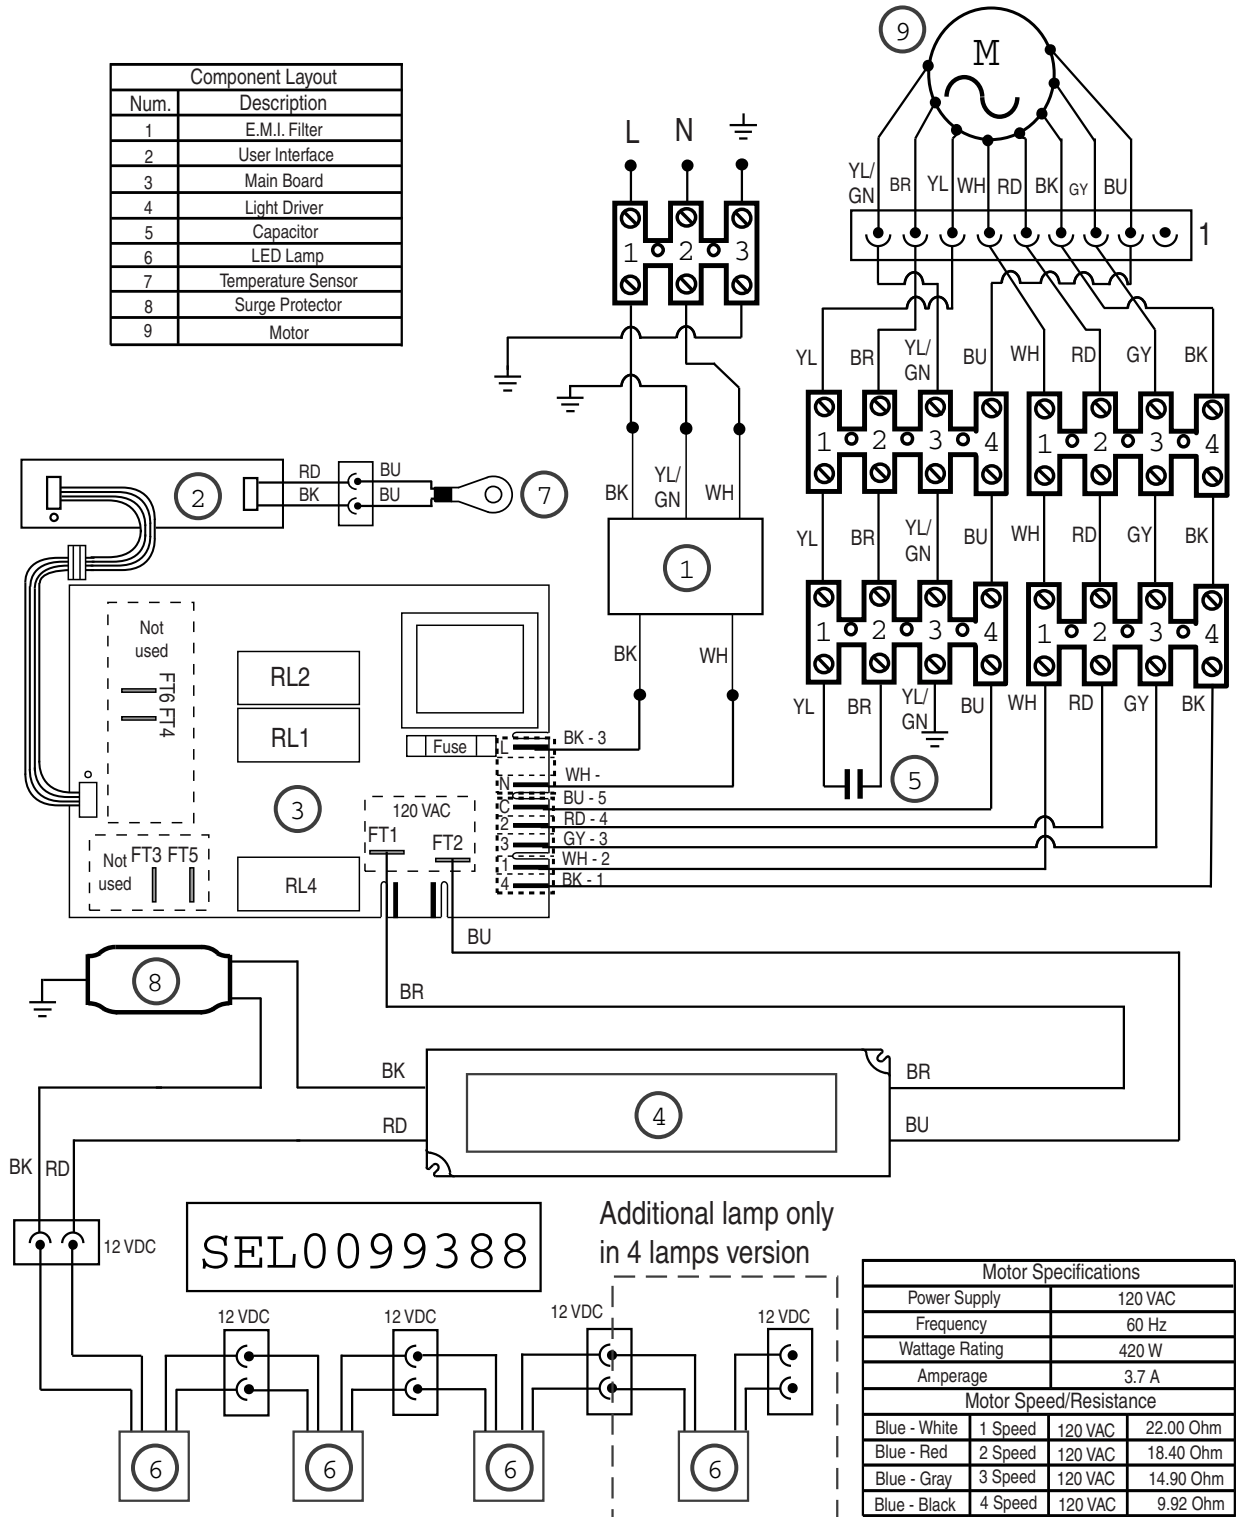 9
M
Component Layout
Num. Description
1 E.M.I. Filter
2 User Interface
3 Main Board
4 Light Driver
5 Capacitor
6 LED Lamp
7 Temperature Sensor
8 Surge Protector
9 Motor
L N
YL/GN BR YL WH RD BK GY BU
1
1 2 3
YL BR YL/GN BU WH RD GY BK
1 2 3 4 1 2 3 4
2
RD BU
BK BU
7
BK YL/GN WH
YL BR YL/GN BU WH RD GY BK
1
1 2 3 4 1 2 3 4
BK WH
YL BR YL/GN BU WH RD GY BK
Not used
FT6 FT4
RL2
RL1
Fuse
L BK - 3
N WH -
C BU - 5
2 RD - 4
3 GY - 3
1 WH - 2
4 BK - 1
5
3
120 VAC
FT1 FT2
Not used
FT3 FT5
RL4
BU
8
BR
BK BR
4
RD BU
BK RD
12 VDC
SEL0099388
Additional lamp only
in 4 lamps version
12 VDC 12 VDC 12 VDC 12 VDC
6 6 6 6
Motor Specifications
Power Supply 120 VAC
Frequency 60 Hz
Wattage Rating 420 W
Amperage 3.7 A
Motor Speed/Resistance
Blue - White 1 Speed 120 VAC 22.00 Ohm
Blue - Red 2 Speed 120 VAC 18.40 Ohm
Blue - Gray 3 Speed 120 VAC 14.90 Ohm
Blue - Black 4 Speed 120 VAC 9.92 Ohm